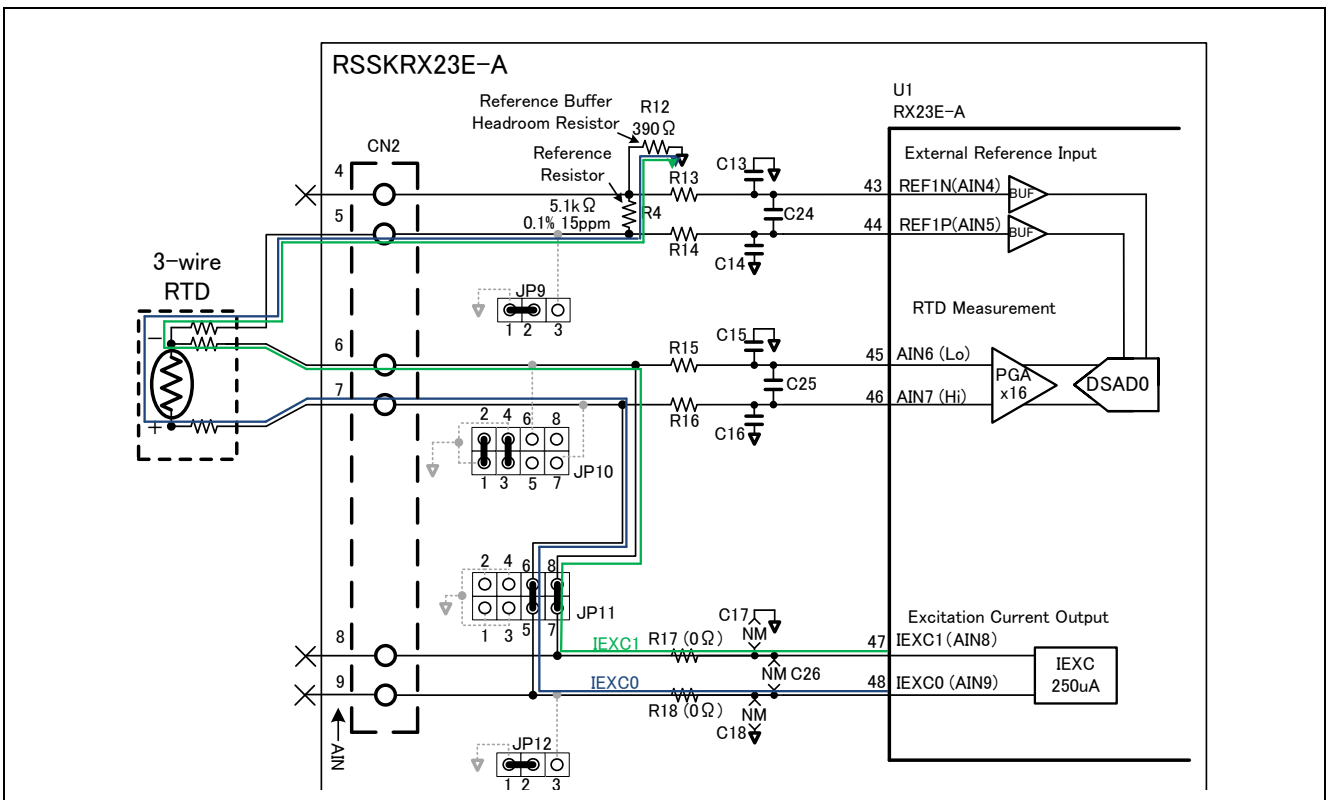 RSSKRX23E-A
U1
RX23E-A
Reference Buffer
Headroom Resistor
R12
390Ω
CN2
Reference
Resistor
External Reference Input
4
C13
R13
43 REF1N(AIN4)
BUF
5
5.1kΩ
0.1% 15ppm
R4
C24
44 REF1P(AIN5)
BUF
R14
C14
3-wire
RTD
JP9
1 2 3
RTD Measurement
−
6
C15
R15
45 AIN6 (Lo)
PGA
x16
DSAD0
C25
7
46 AIN7 (Hi)
R16
C16
+
2 4 6 8
JP10
1 3 5 7
2 4 6 8
JP11
1 3 5 7
C17
Excitation Current Output
8
IEXC1
R17 (0Ω)
NM
47 IEXC1(AIN8)
IEXC
250uA
NM C26
9
IEXC0
48 IEXC0 (AIN9)
R18 (0Ω)
NM
C18
AIN
JP12
1 2 3